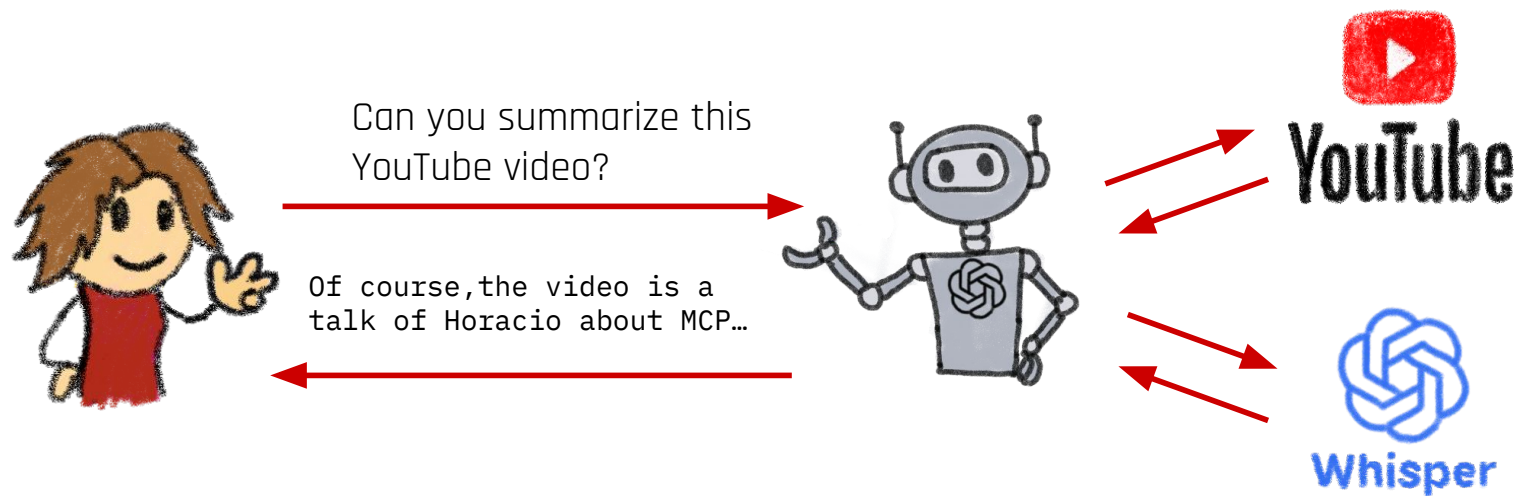 Can you summarize this
YouTube video?
Of course,the video is a
talk of Horacio about MCP…
YouTube
Whisper